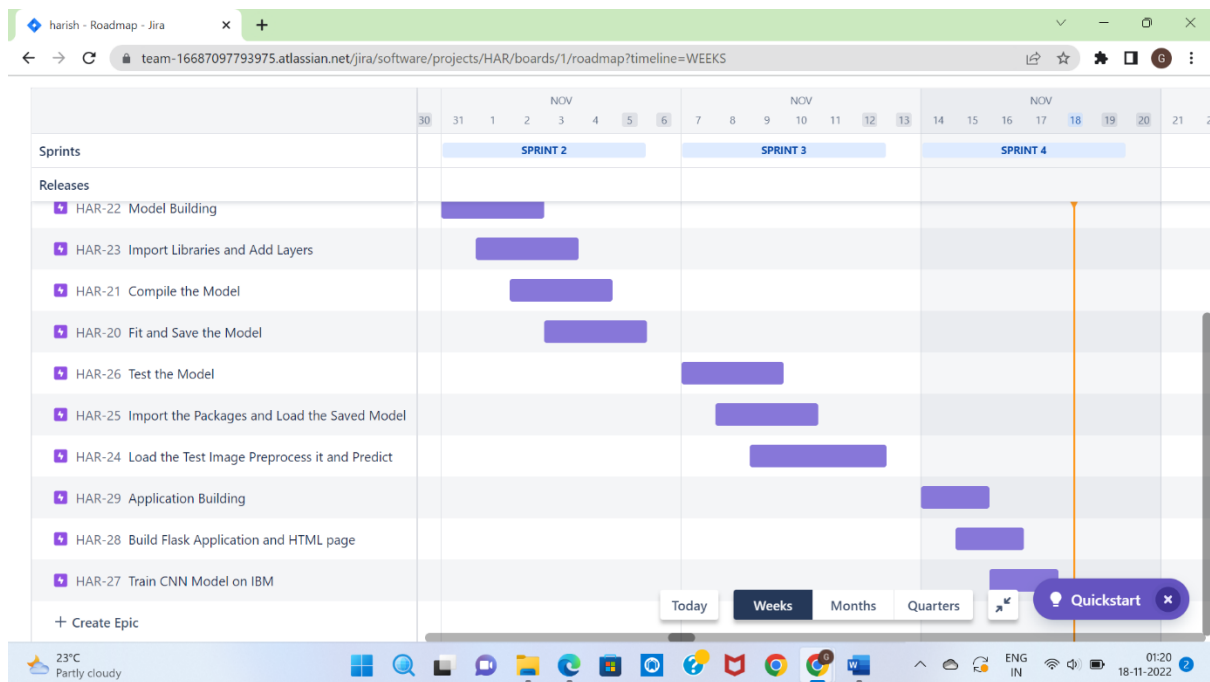 harish - Roadmap - Jira
team-16687097793975.atlassian.net/jira/software/projects/HAR/boards/1/roadmap?timeline=WEEKS
G
NOV NOV NOV
30 31 1 2 3 4 5 6 7 8 9 10 11 12 13 14 15 16 17 18 19 20 21
Sprints SPRINT 2 SPRINT 3 SPRINT 4
Releases
HAR-22 Model Building
HAR-23 Import Libraries and Add Layers
HAR-21 Compile the Model
HAR-20 Fit and Save the Model
HAR-26 Test the Model
HAR-25 Import the Packages and Load the Saved Model
HAR-24 Load the Test Image Preprocess it and Predict
HAR-29 Application Building
HAR-28 Build Flask Application and HTML page
HAR-27 Train CNN Model on IBM
+ Create Epic
Today Weeks Months Quarters Quickstart
23°C
Partly cloudy
ENG
IN
01:20
18-11-2022
2